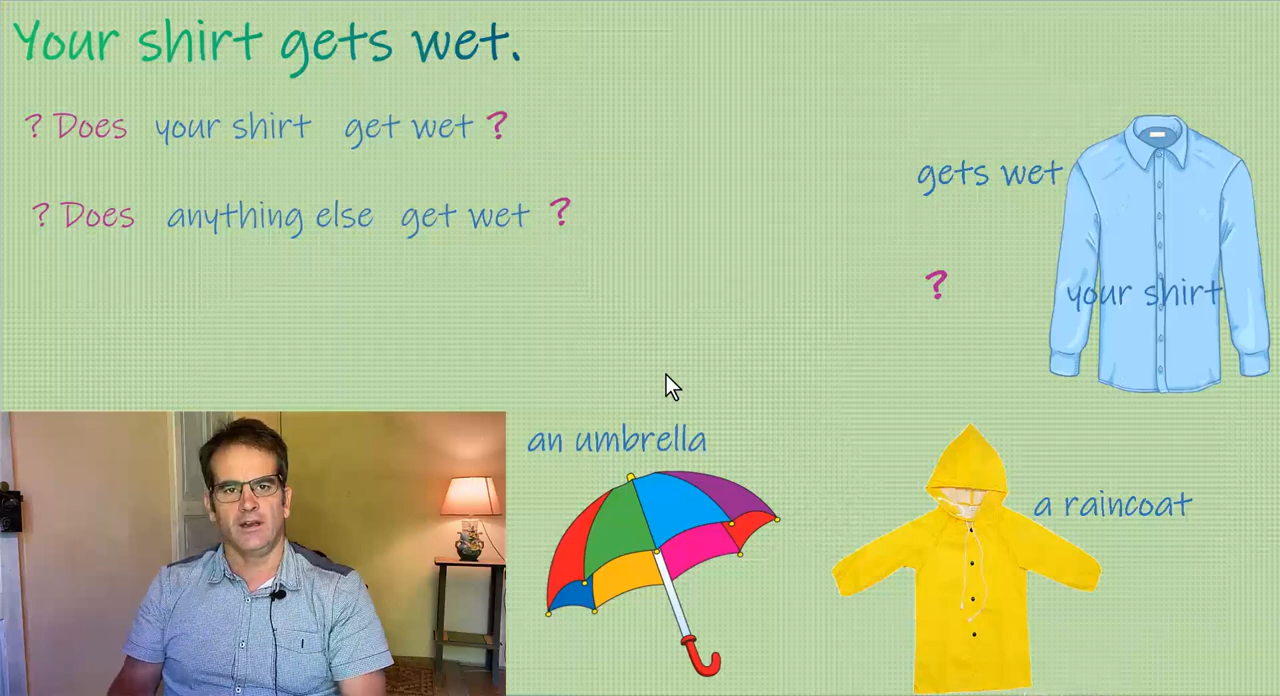 Your shirt gets wet.
? Does your shirt get wet ?
? Does anything else get wet ?
gets wet
?
your shirt
an umbrella
a raincoat